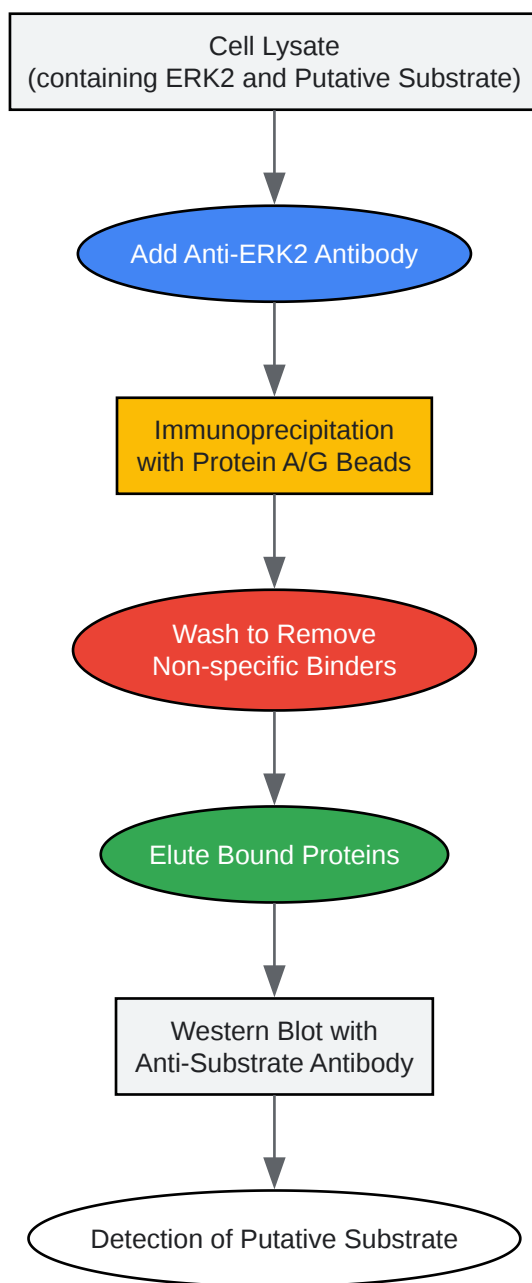 Cell Lysate
(containing ERK2 and Putative Substrate)
Add Anti-ERK2 Antibody
Immunoprecipitation
with Protein A/G Beads
Wash to Remove
Non-specific Binders
Elute Bound Proteins
Western Blot with
Anti-Substrate Antibody
Detection of Putative Substrate